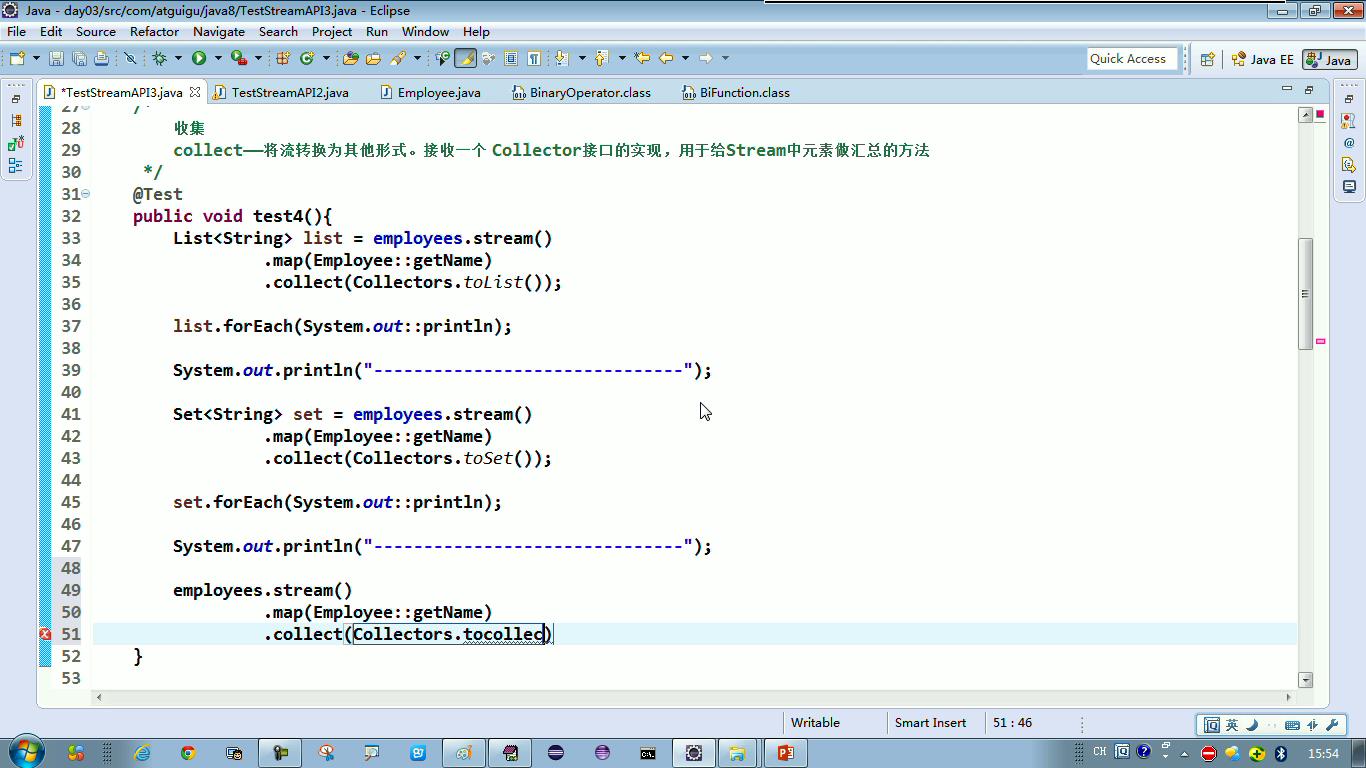 Java - day03/src/com/atguigu/java8/TestStreamAPI3.java - Eclipse
File Edit Source Refactor Navigate Search Project Run Window Help
Quick Access Java EE Java
*TestStreamAPI3.java TestStreamAPI2.java Employee.java BinaryOperator.class BiFunction.class
27 /*
28 收集
29 collect——将流转换为其他形式。接收一个 Collector接口的实现，用于给Stream中元素做汇总的方法
30 */
31 @Test
32 public void test4(){
33 List<String> list = employees.stream()
34 .map(Employee::getName)
35 .collect(Collectors.toList());
36
37 list.forEach(System.out::println);
38
39 System.out.println("-------------------------------");
40
41 Set<String> set = employees.stream()
42 .map(Employee::getName)
43 .collect(Collectors.toSet());
44
45 set.forEach(System.out::println);
46
47 System.out.println("-------------------------------");
48
49 employees.stream()
50 .map(Employee::getName)
51 .collect(Collectors.tocollec)
52 }
53
Writable Smart Insert 51 : 46
英
CH 15:54